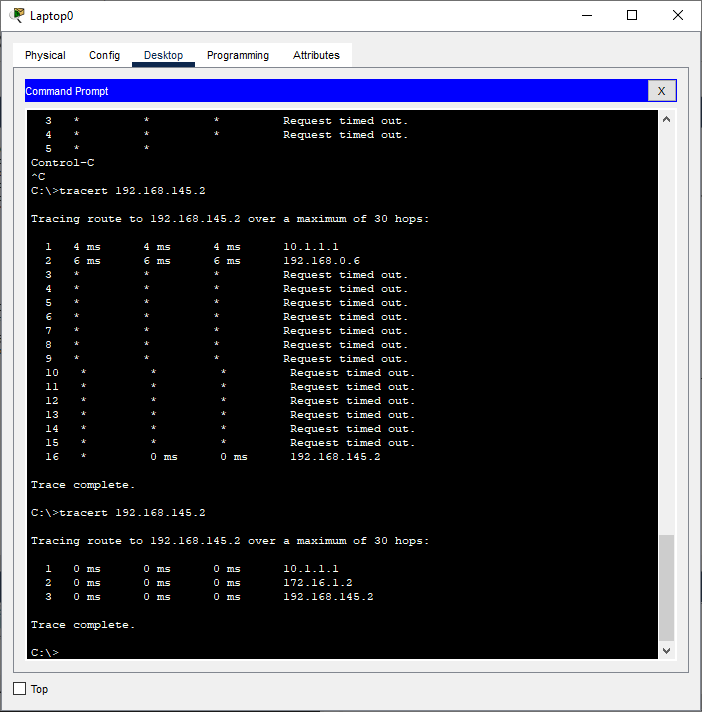 Laptop0
Physical Config Desktop Programming Attributes
Command Prompt X
3 * * * Request timed out.
4 * * * Request timed out.
5 * *
Control-C
^C
C:\>tracert 192.168.145.2
Tracing route to 192.168.145.2 over a maximum of 30 hops:
1 4 ms 4 ms 4 ms 10.1.1.1
2 6 ms 6 ms 6 ms 192.168.0.6
3 * * * Request timed out.
4 * * * Request timed out.
5 * * * Request timed out.
6 * * * Request timed out.
7 * * * Request timed out.
8 * * * Request timed out.
9 * * * Request timed out.
10 * * * Request timed out.
11 * * * Request timed out.
12 * * * Request timed out.
13 * * * Request timed out.
14 * * * Request timed out.
15 * * * Request timed out.
16 * 0 ms 0 ms 192.168.145.2
Trace complete.
C:\>tracert 192.168.145.2
Tracing route to 192.168.145.2 over a maximum of 30 hops:
1 0 ms 0 ms 0 ms 10.1.1.1
2 0 ms 0 ms 0 ms 172.16.1.2
3 0 ms 0 ms 0 ms 192.168.145.2
Trace complete.
C:\>
Top